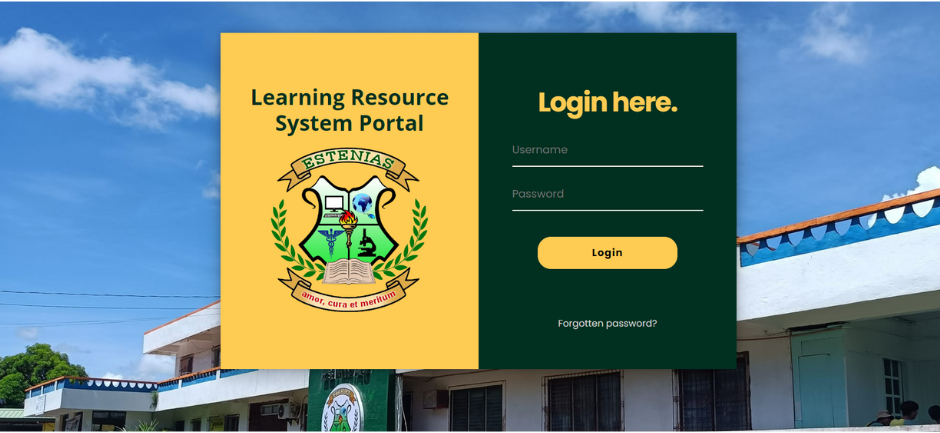 Learning Resource
System Portal
ESTENIAS
amor, cura et meritum
Login here.
Username
Password
Login
Forgotten password?